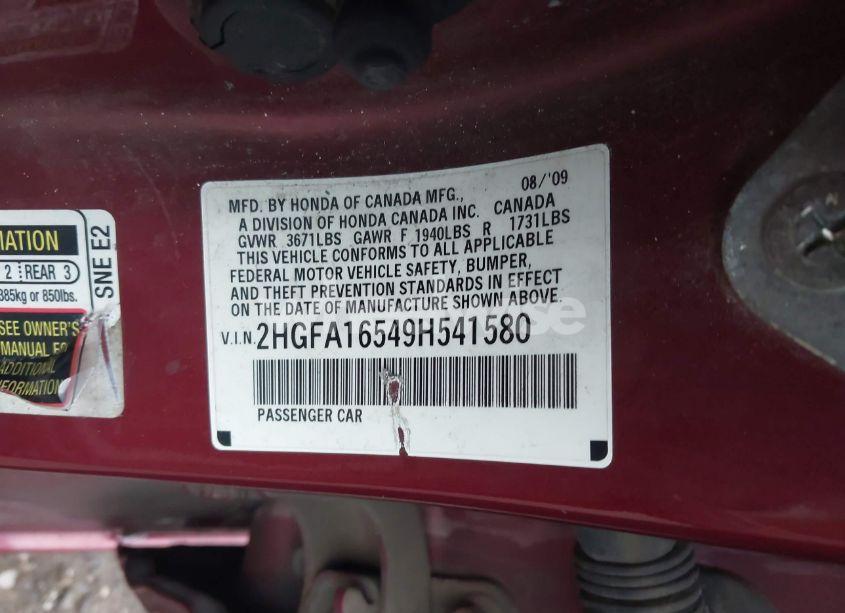 MATION
2 REAR 3
385kg or 850lbs.
SEE OWNER'S
MANUAL FO
ADDITIONAL
INFORMATION
SNE E2
08/'09
MFD. BY HONDA OF CANADA MFG.,
A DIVISION OF HONDA CANADA INC. CANADA
GVWR 3671LBS GAWR F 1940LBS R 1731LBS
THIS VEHICLE CONFORMS TO ALL APPLICABLE
FEDERAL MOTOR VEHICLE SAFETY, BUMPER,
AND THEFT PREVENTION STANDARDS IN EFFECT
ON THE DATE OF MANUFACTURE SHOWN ABOVE.
V.I.N. 2HGFA16549H541580
PASSENGER CAR